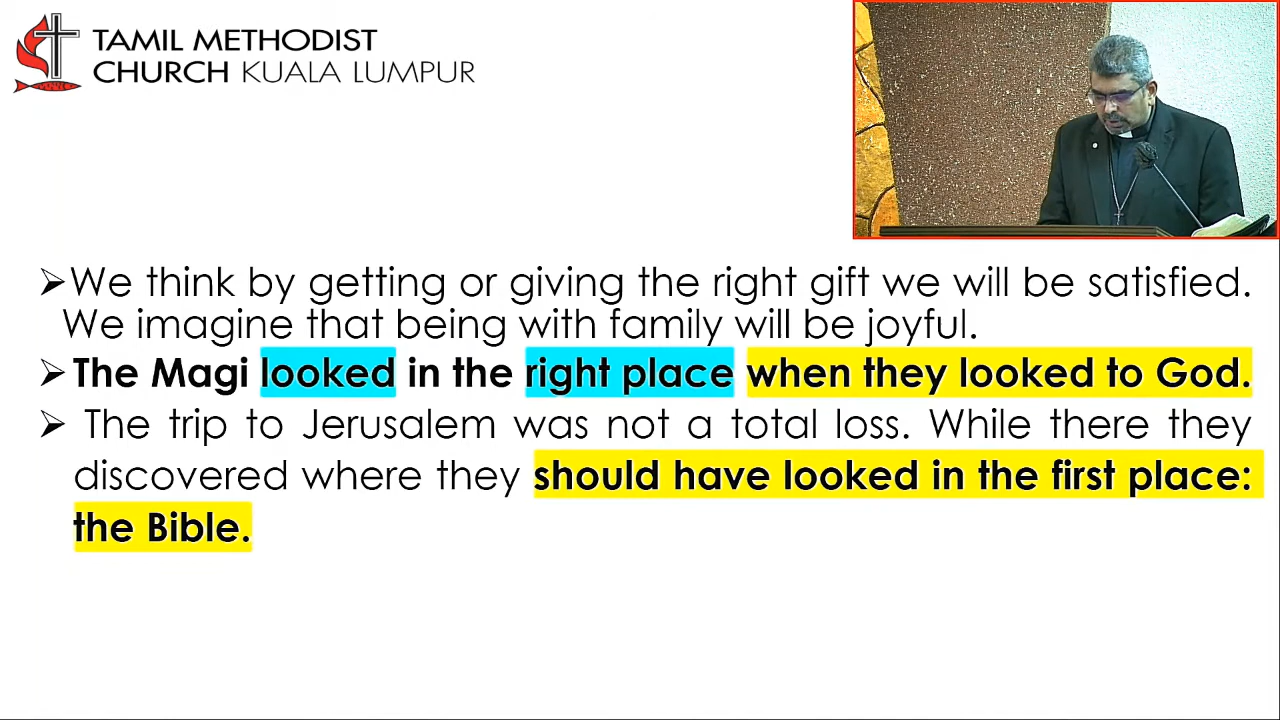 TAMIL METHODIST
CHURCH KUALA LUMPUR
➢We think by getting or giving the right gift we will be satisfied.
We imagine that being with family will be joyful.
➢The Magi looked in the right place when they looked to God.
➢ The trip to Jerusalem was not a total loss. While there they
discovered where they should have looked in the first place:
the Bible.